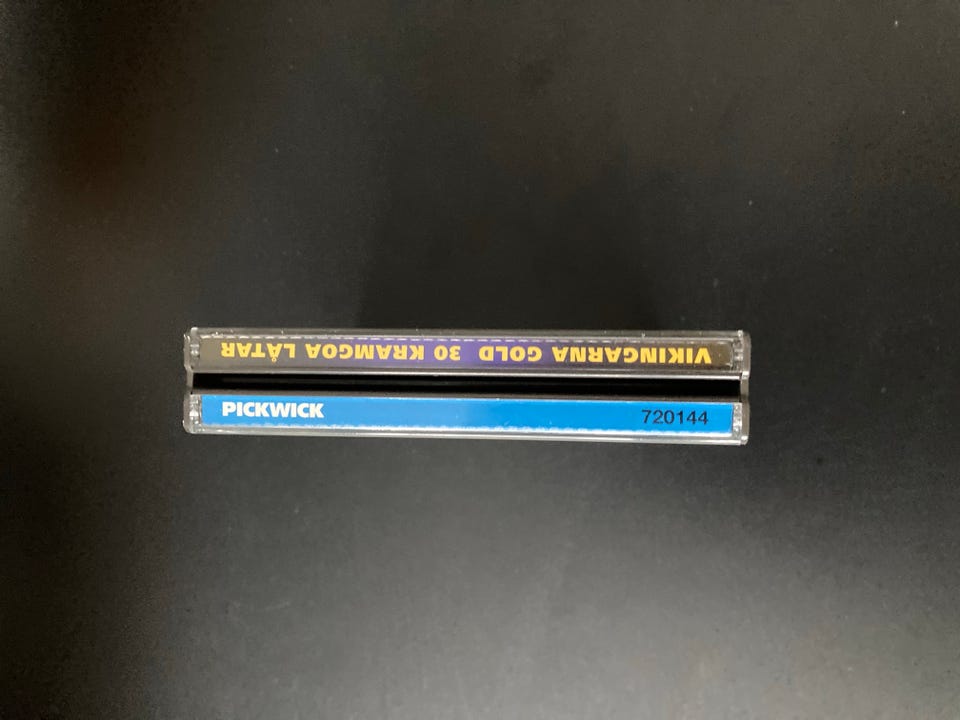 VIKINGARNA GOLD 30 KRAMGOA LÅTAR
PICKWICK 720144